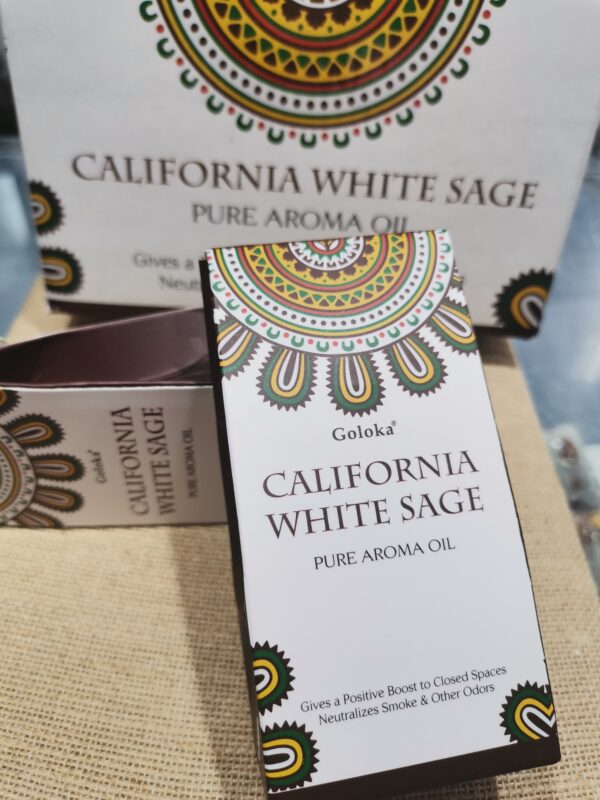 CALIFORNIA WHITE SAGE
PURE AROMA OIL
Gives a
Goloka®
CALIFORNIA
WHITE SAGE
PURE AROMA OIL
Goloka®
CALIFORNIA
WHITE SAGE
PURE AROMA OIL
Gives a Positive Boost to Closed Spaces
Neutralizes Smoke & Other Odors